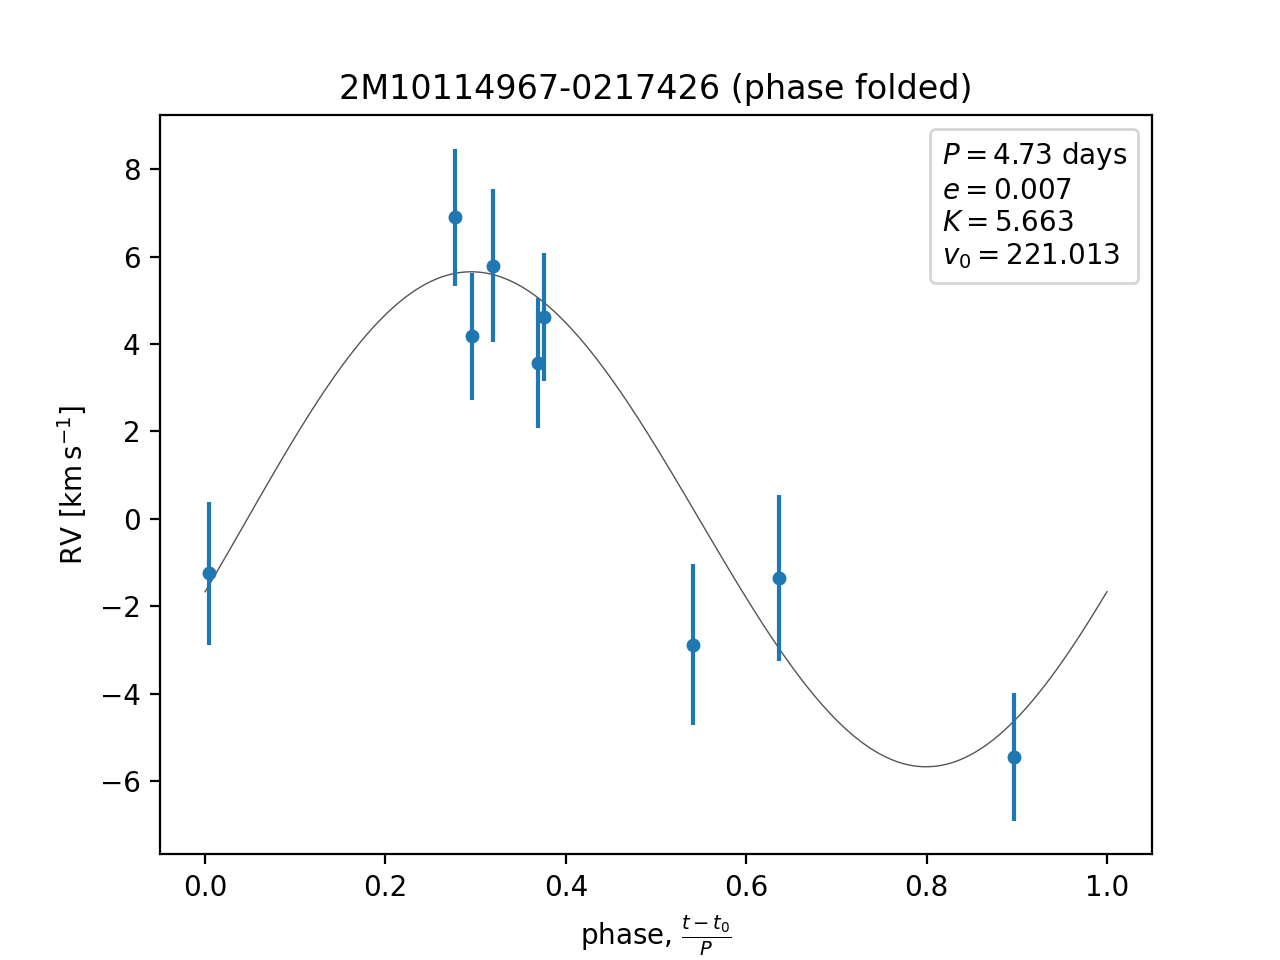 2M10114967-0217426 (phase folded)
P = 4.73 days
e = 0.007
K = 5.663
v₀ = 221.013
RV [km s⁻¹]
8
6
4
2
0
−2
−4
−6
0.0 0.2 0.4 0.6 0.8 1.0
phase, (t − t₀)/P